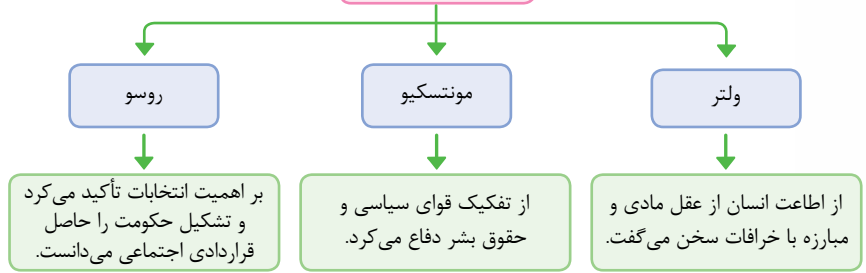 ولتر
مونتسکیو
روسو
از اطاعت انسان از عقل مادی و
مبارزه با خرافات سخن می‌گفت.
از تفکیک قوای سیاسی و
حقوق بشر دفاع می‌کرد.
بر اهمیت انتخابات تأکید می‌کرد
و تشکیل حکومت را حاصل
قراردادی اجتماعی می‌دانست.